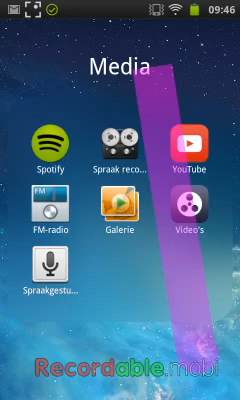 09:46
Media
Spotify
Spraak reco...
YouTube
FM
FM-radio
Galerie
Video's
Spraakgestu...
Recordable.mobi